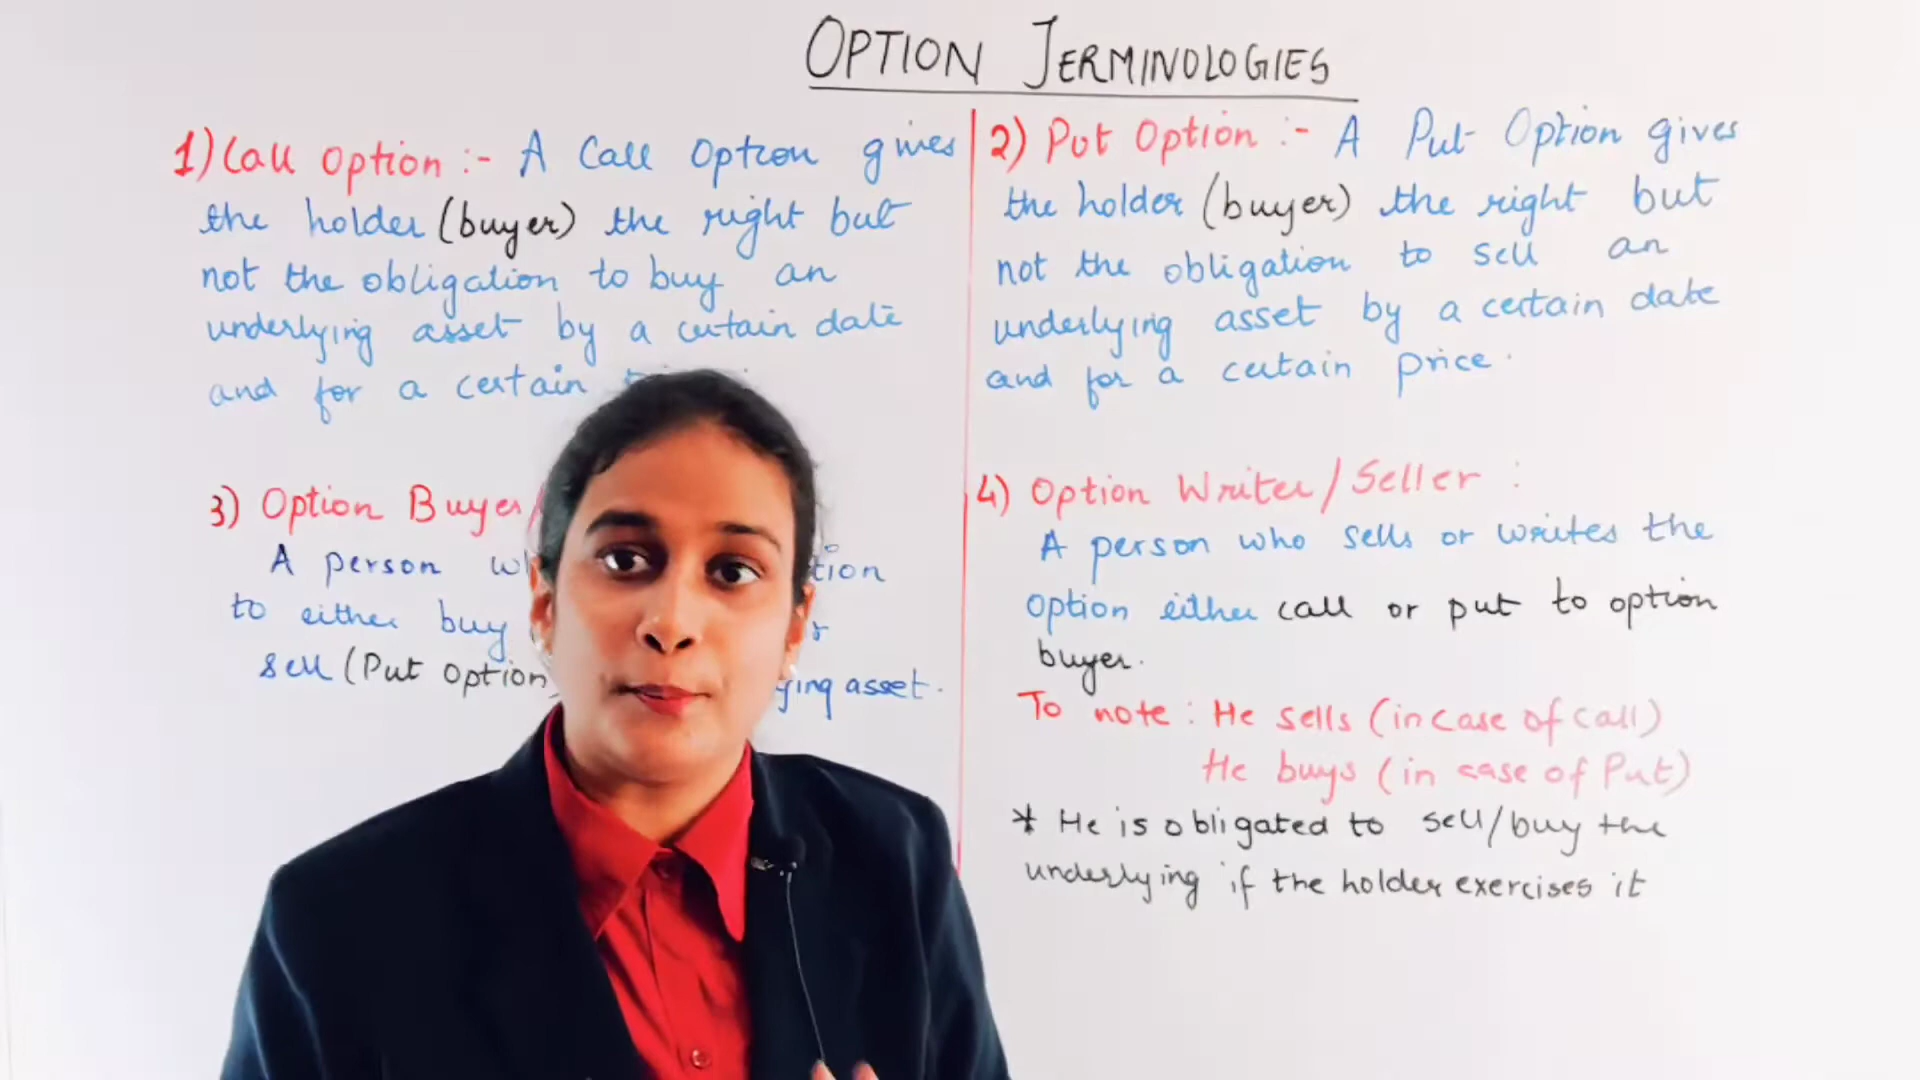 OPTION TERMINOLOGIES
1) Call Option :- A Call Option gives
the holder (buyer) the right but
not the obligation to buy an
underlying asset by a certain date
and for a certain
2) Put Option :- A Put Option gives
the holder (buyer) the right but
not the obligation to sell an
underlying asset by a certain date
and for a certain price.
3) Option Buyer/
A person
to either buy
sell (Put Option) asset.
4) Option Writer/Seller :
A person who sells or writes the
option either call or put to option
buyer.
To note : He sells (in case of call)
He buys (in case of Put)
* He is obligated to sell/buy the
underlying if the holder exercises it